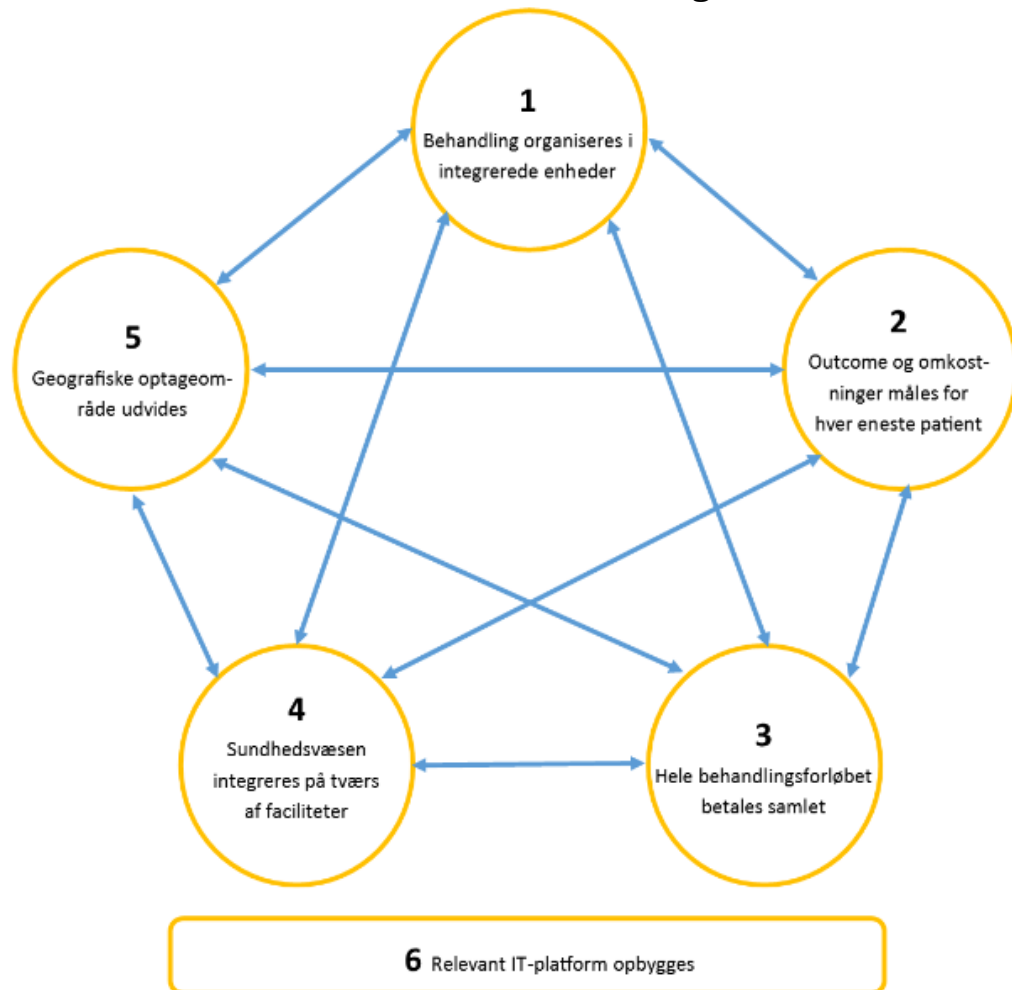 1
Behandling organiseres i
integrerede enheder
2
Outcome og omkost-
ninger måles for
hver eneste patient
3
Hele behandlingsforløbet
betales samlet
4
Sundhedsvæsen
integreres på tværs
af faciliteter
5
Geografiske optageom-
råde udvides
6 Relevant IT-platform opbygges